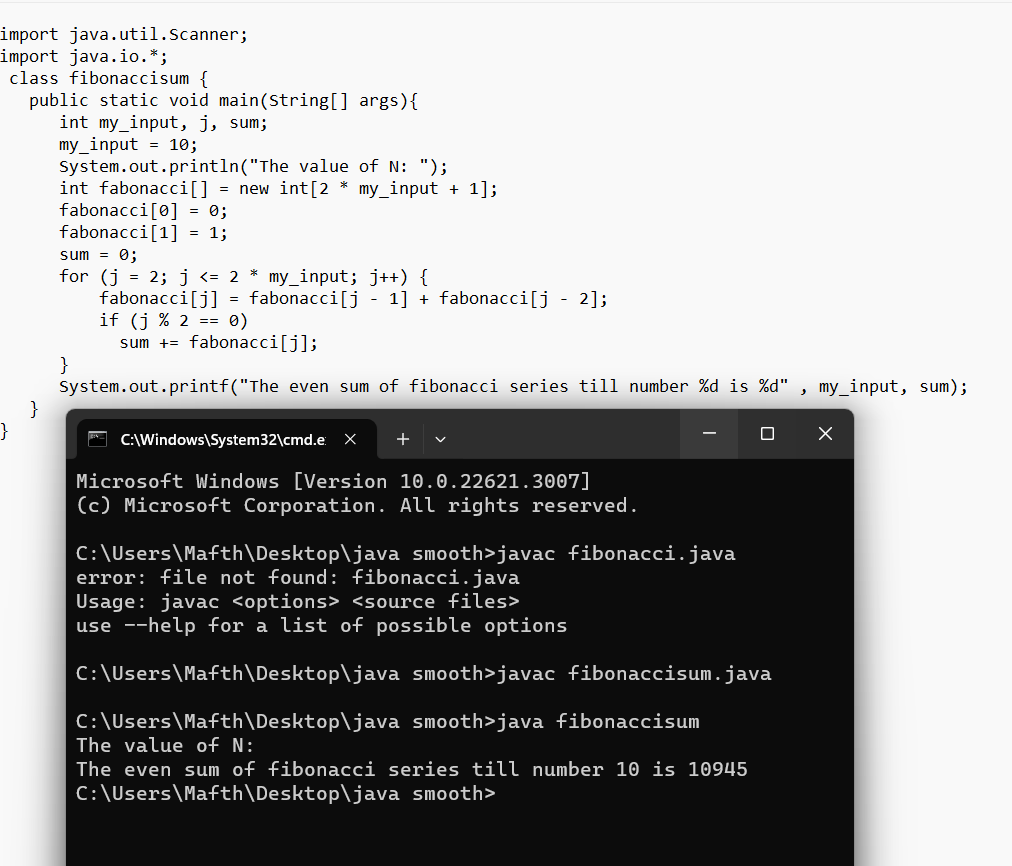 import java.util.Scanner;
import java.io.*;
 class fibonaccisum {
   public static void main(String[] args){
      int my_input, j, sum;
      my_input = 10;
      System.out.println("The value of N: ");
      int fabonacci[] = new int[2 * my_input + 1];
      fabonacci[0] = 0;
      fabonacci[1] = 1;
      sum = 0;
      for (j = 2; j <= 2 * my_input; j++) {
          fabonacci[j] = fabonacci[j - 1] + fabonacci[j - 2];
          if (j % 2 == 0)
            sum += fabonacci[j];
      }
      System.out.printf("The even sum of fibonacci series till number %d is %d" , my_input, sum);
   }
}
C:\Windows\System32\cmd.e
Microsoft Windows [Version 10.0.22621.3007]
(c) Microsoft Corporation. All rights reserved.
C:\Users\Mafth\Desktop\java smooth>javac fibonacci.java
error: file not found: fibonacci.java
Usage: javac <options> <source files>
use --help for a list of possible options
C:\Users\Mafth\Desktop\java smooth>javac fibonaccisum.java
C:\Users\Mafth\Desktop\java smooth>java fibonaccisum
The value of N:
The even sum of fibonacci series till number 10 is 10945
C:\Users\Mafth\Desktop\java smooth>